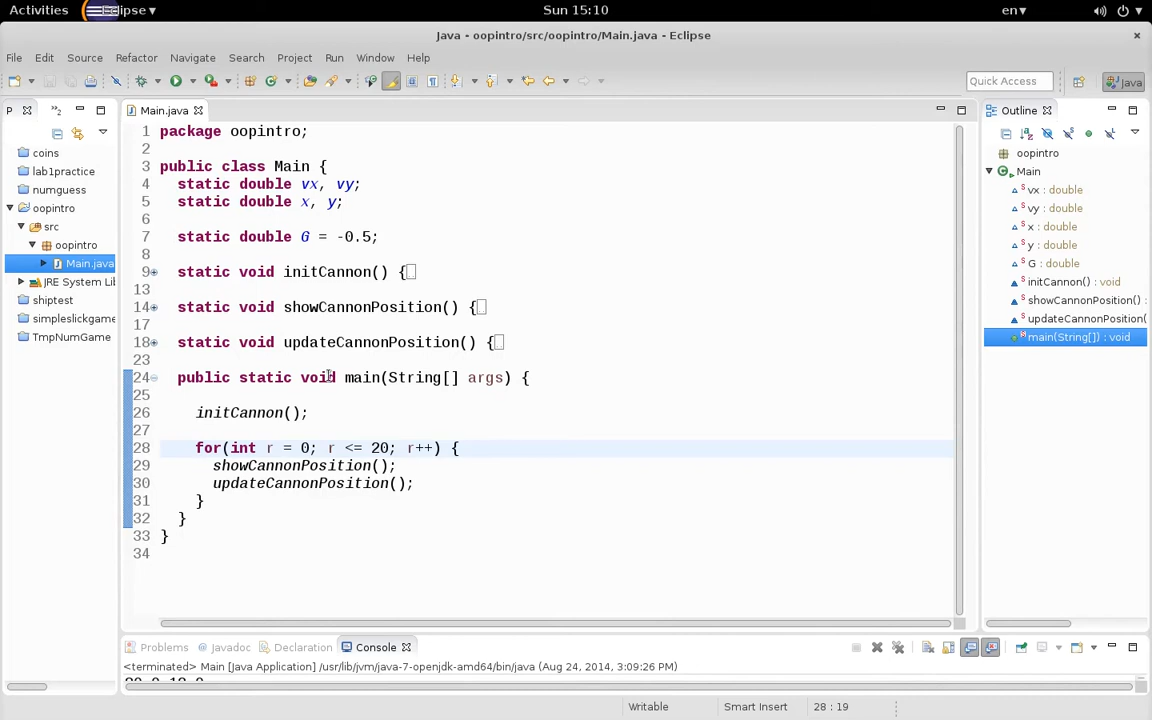 Activities Eclipse ▾ Sun 15:10 en ▾
Java - oopintro/src/oopintro/Main.java - Eclipse
File Edit Source Refactor Navigate Search Project Run Window Help
Quick Access Java
P 2 Main.java Outline
coins
lab1practice
numguess
oopintro
src
oopintro
Main.java
JRE System Lib
shiptest
simpleslickgame
TmpNumGame
1 package oopintro;
2
3 public class Main {
4 static double vx, vy;
5 static double x, y;
6
7 static double G = -0.5;
8
9 static void initCannon() {
13
14 static void showCannonPosition() {
17
18 static void updateCannonPosition() {
23
24 public static void main(String[] args) {
25
26 initCannon();
27
28 for(int r = 0; r <= 20; r++) {
29 showCannonPosition();
30 updateCannonPosition();
31 }
32 }
33 }
34
oopintro
Main
vx : double
vy : double
x : double
y : double
G : double
initCannon() : void
showCannonPosition() :
updateCannonPosition(
main(String[]) : void
Problems Javadoc Declaration Console
<terminated> Main [Java Application] /usr/lib/jvm/java-7-openjdk-amd64/bin/java (Aug 24, 2014, 3:09:26 PM)
Writable Smart Insert 28 : 19